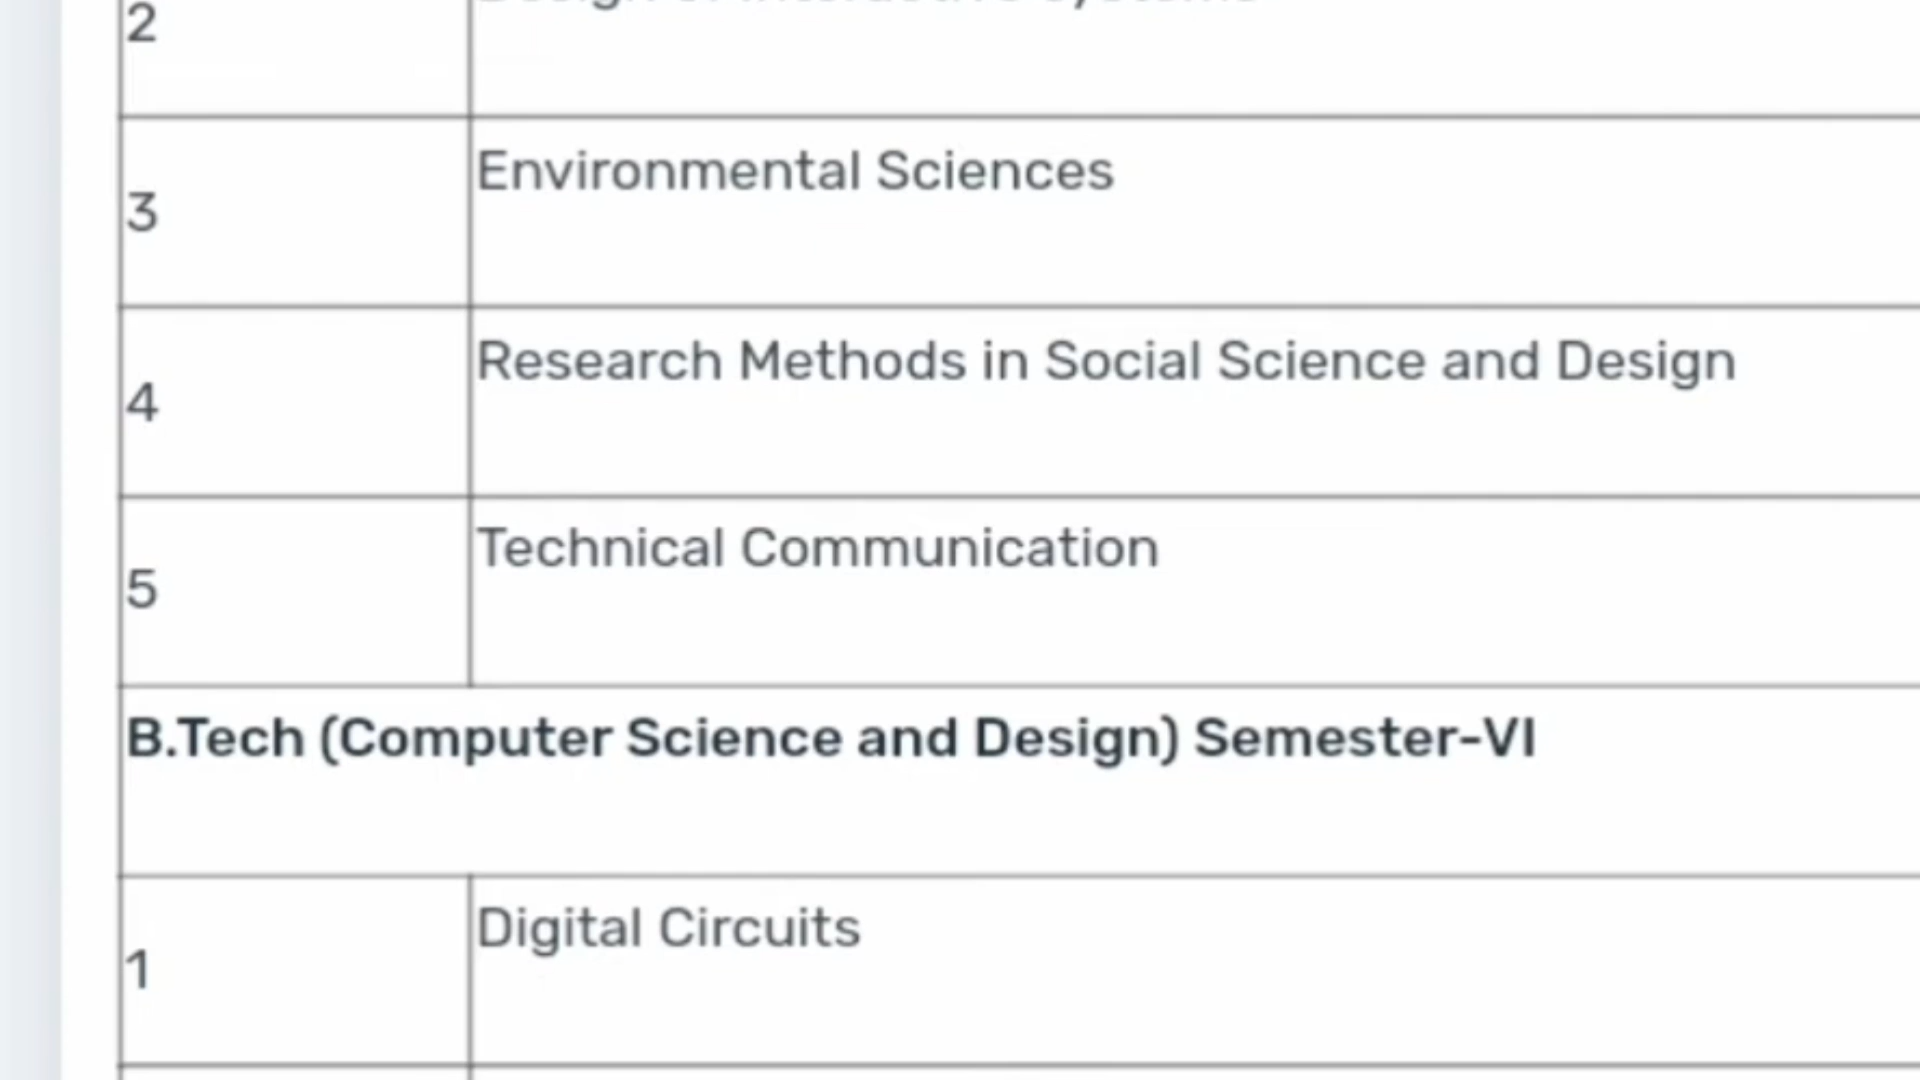 2
3
Environmental Sciences
4
Research Methods in Social Science and Design
5
Technical Communication
B.Tech (Computer Science and Design) Semester-VI
1
Digital Circuits